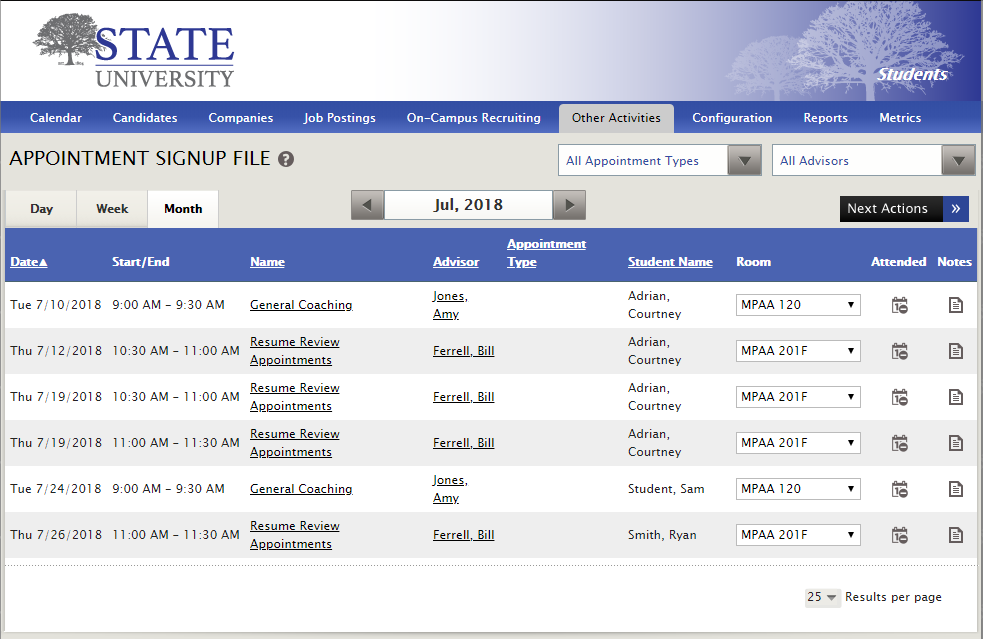 STATE
EST. 1864
UNIVERSITY
Students
Calendar Candidates Companies Job Postings On-Campus Recruiting Other Activities Configuration Reports Metrics
APPOINTMENT SIGNUP FILE ?
All Appointment Types ▼ All Advisors ▼
Day Week Month
◀ Jul, 2018 ▶
Next Actions »
Date▲ Start/End Name Advisor Appointment Type Student Name Room Attended Notes
Tue 7/10/2018 9:00 AM - 9:30 AM General Coaching Jones, Amy Adrian, Courtney MPAA 120 ▼
Thu 7/12/2018 10:30 AM - 11:00 AM Resume Review Appointments Ferrell, Bill Adrian, Courtney MPAA 201F ▼
Thu 7/19/2018 10:30 AM - 11:00 AM Resume Review Appointments Ferrell, Bill Adrian, Courtney MPAA 201F ▼
Thu 7/19/2018 11:00 AM - 11:30 AM Resume Review Appointments Ferrell, Bill Adrian, Courtney MPAA 201F ▼
Tue 7/24/2018 9:00 AM - 9:30 AM General Coaching Jones, Amy Student, Sam MPAA 120 ▼
Thu 7/26/2018 11:00 AM - 11:30 AM Resume Review Appointments Ferrell, Bill Smith, Ryan MPAA 201F ▼
25 Results per page